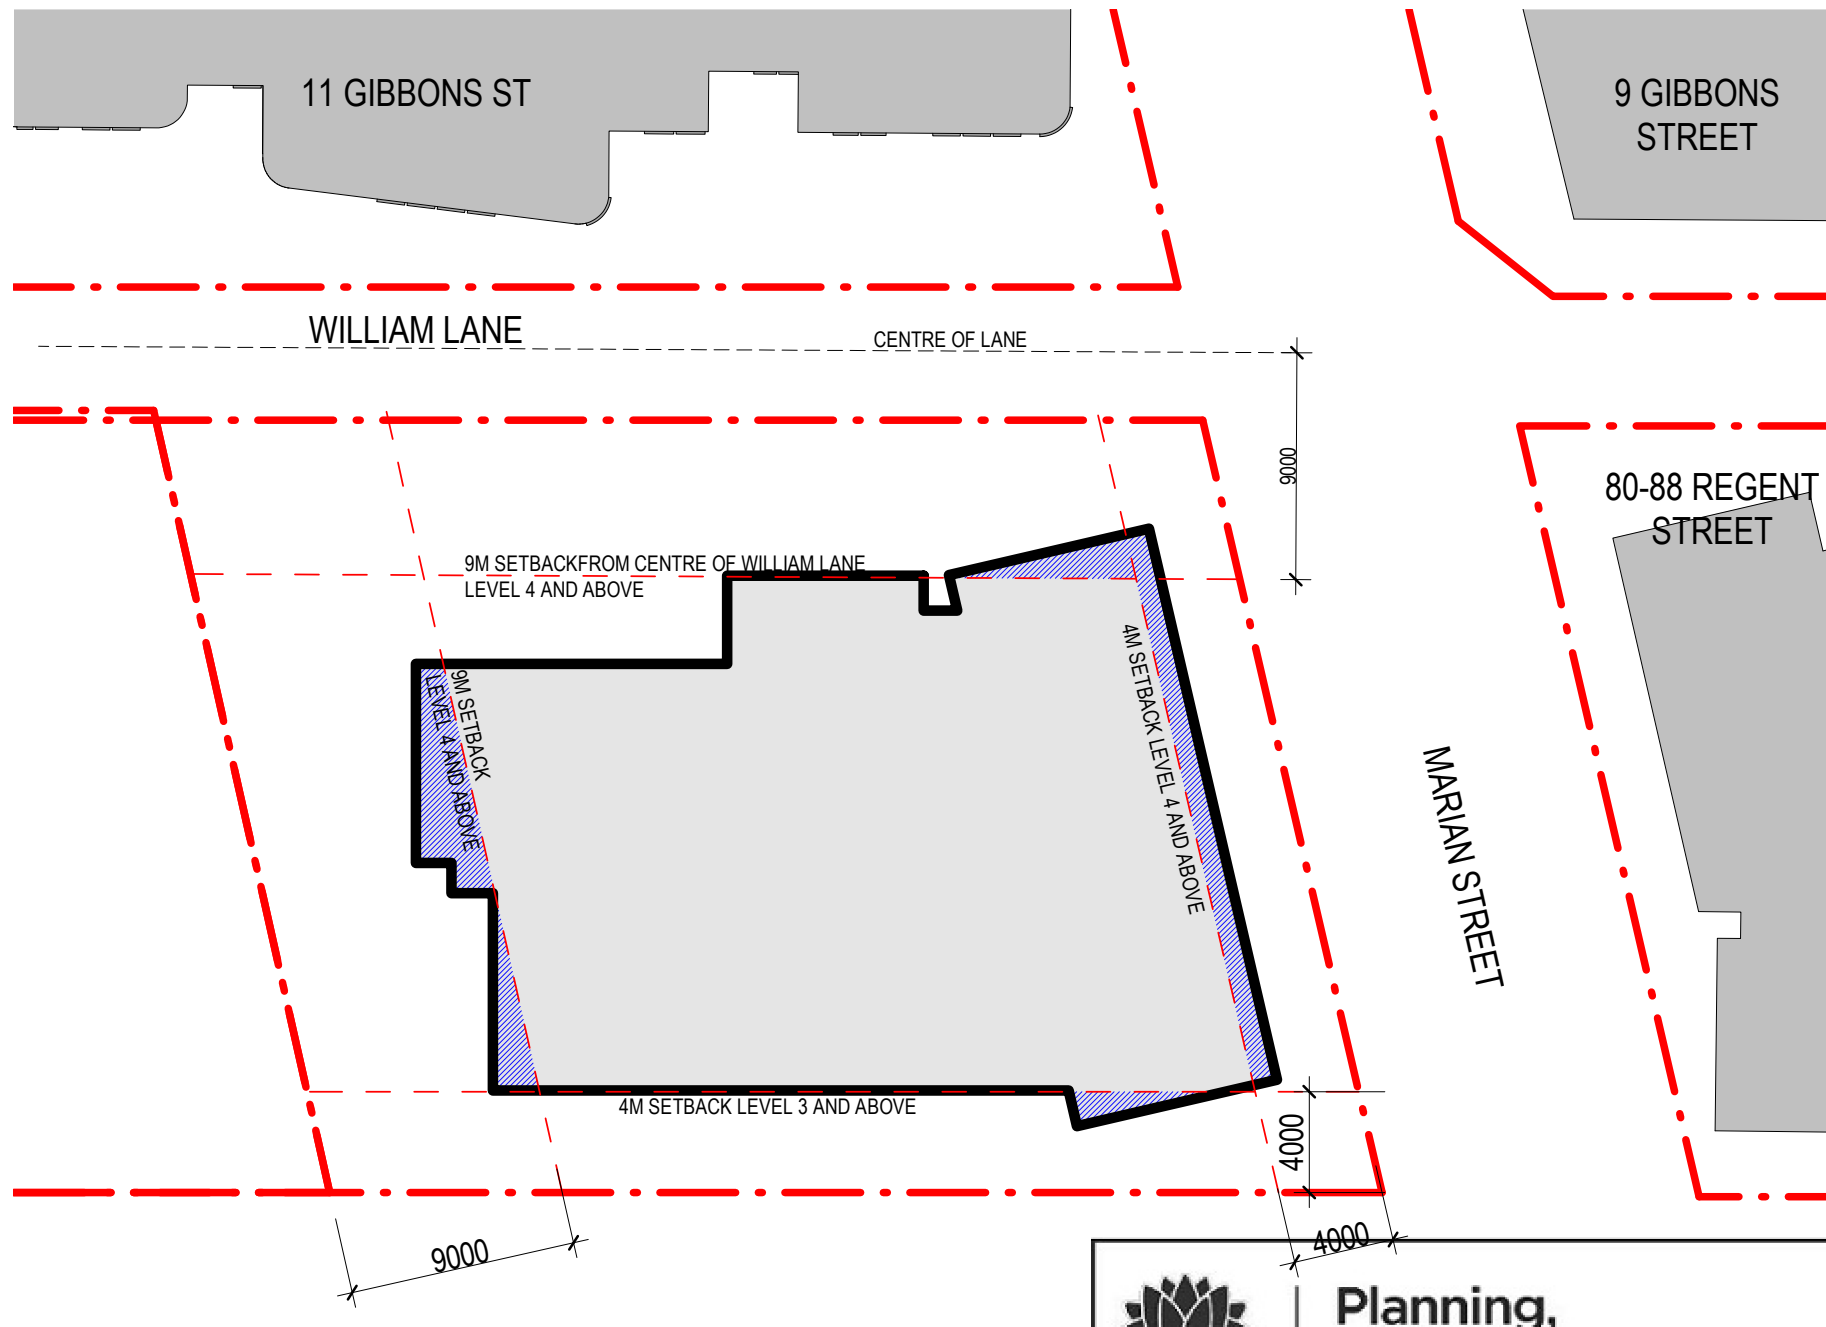 11 GIBBONS ST
9 GIBBONS
STREET
WILLIAM LANE
CENTRE OF LANE
9000
80-88 REGENT
STREET
9M SETBACKFROM CENTRE OF WILLIAM LANE
LEVEL 4 AND ABOVE
9M SETBACK
LEVEL 4 AND ABOVE
4M SETBACK LEVEL 4 AND ABOVE
MARIAN STREET
4M SETBACK LEVEL 3 AND ABOVE
4000
9000
4000
Planning,